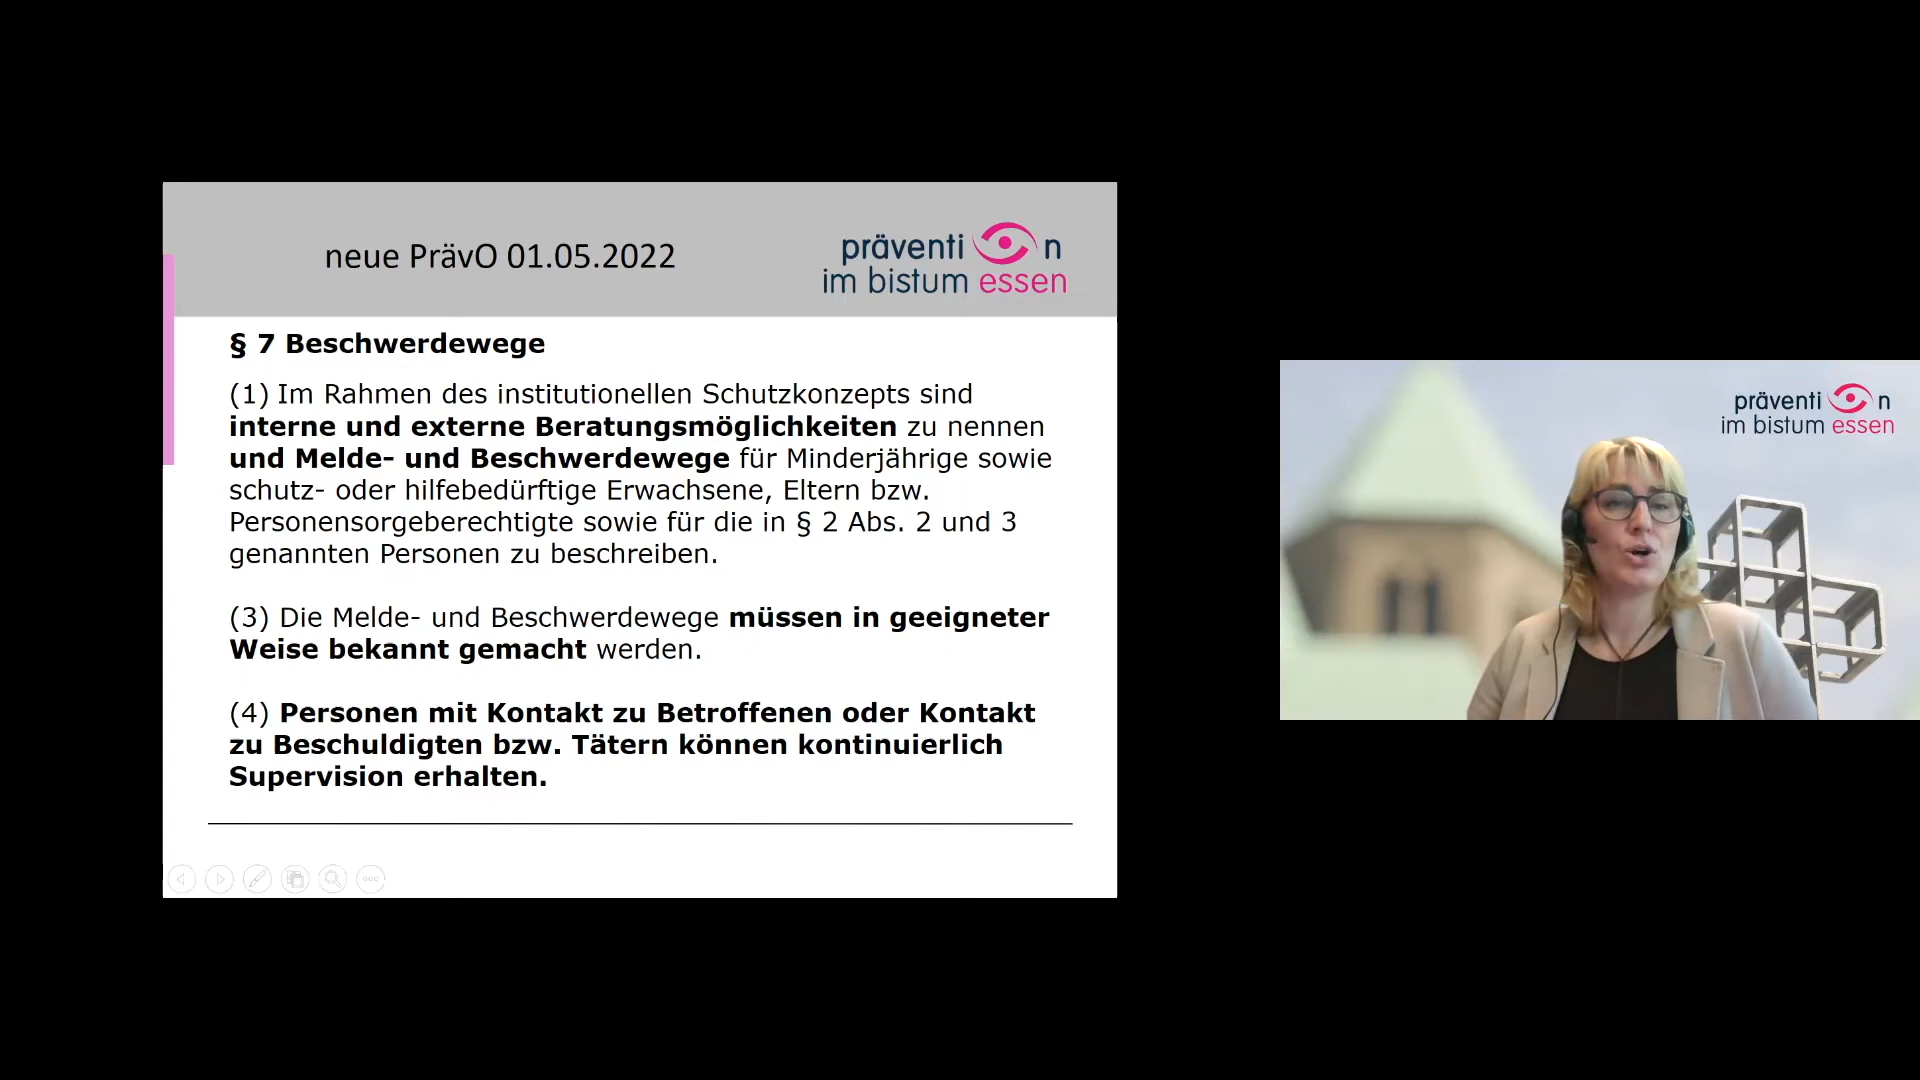 neue PrävO 01.05.2022
präventi n
im bistum essen
§ 7 Beschwerdewege
(1) Im Rahmen des institutionellen Schutzkonzepts sind
interne und externe Beratungsmöglichkeiten zu nennen
und Melde- und Beschwerdewege für Minderjährige sowie
schutz- oder hilfebedürftige Erwachsene, Eltern bzw.
Personensorgeberechtigte sowie für die in § 2 Abs. 2 und 3
genannten Personen zu beschreiben.
(3) Die Melde- und Beschwerdewege müssen in geeigneter
Weise bekannt gemacht werden.
(4) Personen mit Kontakt zu Betroffenen oder Kontakt
zu Beschuldigten bzw. Tätern können kontinuierlich
Supervision erhalten.
präventi n
im bistum essen